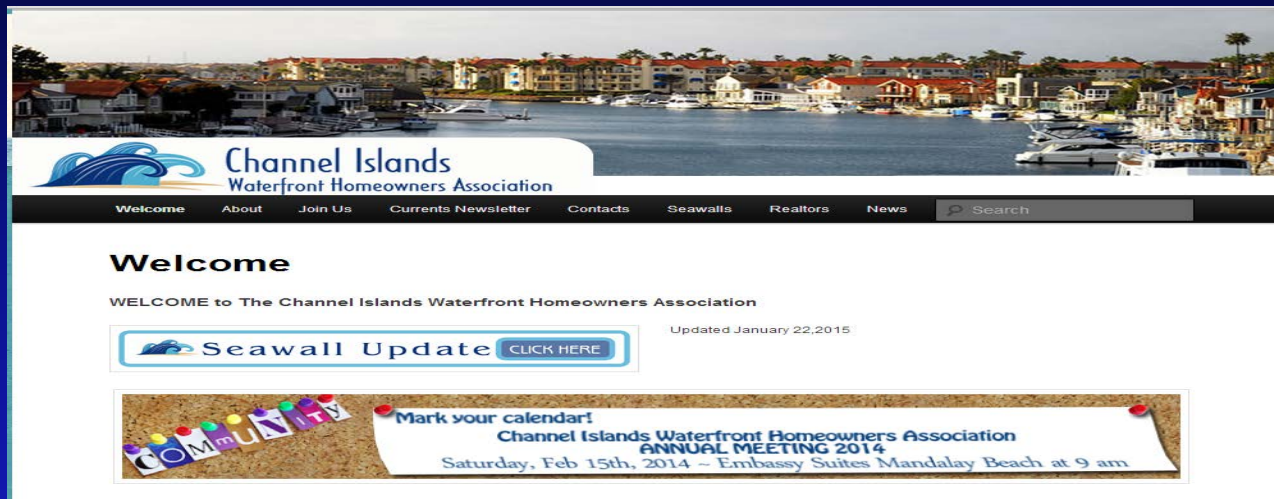 Channel Islands
Waterfront Homeowners Association
Welcome About Join Us Currents Newsletter Contacts Seawalls Realtors News Search
Welcome
WELCOME to The Channel Islands Waterfront Homeowners Association
Seawall Update CLICK HERE
Updated January 22,2015
COMMUNITY
Mark your calendar!
Channel Islands Waterfront Homeowners Association
ANNUAL MEETING 2014
Saturday, Feb 15th, 2014 ~ Embassy Suites Mandalay Beach at 9 am